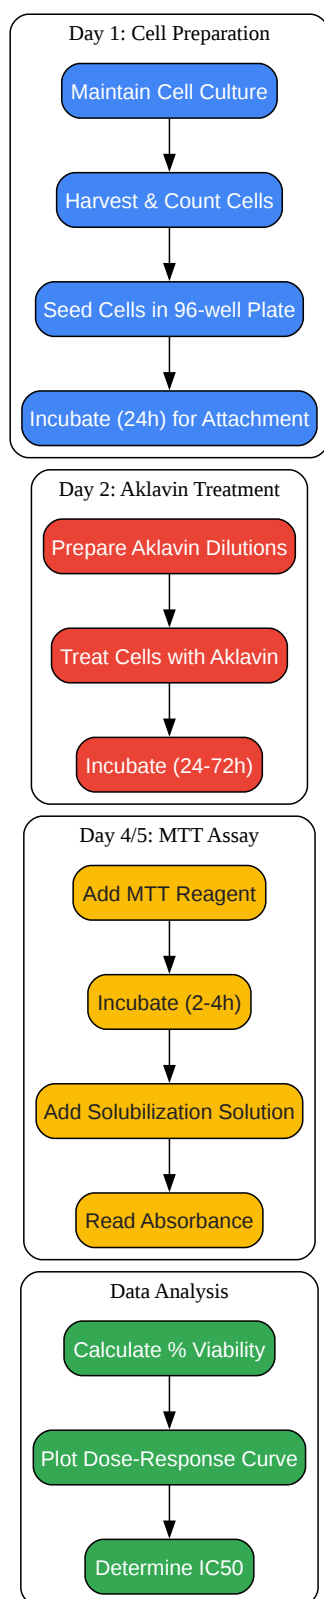 Day 1: Cell Preparation
Maintain Cell Culture
Harvest & Count Cells
Seed Cells in 96-well Plate
Incubate (24h) for Attachment
Day 2: Aklavin Treatment
Prepare Aklavin Dilutions
Treat Cells with Aklavin
Incubate (24-72h)
Day 4/5: MTT Assay
Add MTT Reagent
Incubate (2-4h)
Add Solubilization Solution
Read Absorbance
Data Analysis
Calculate % Viability
Plot Dose-Response Curve
Determine IC50